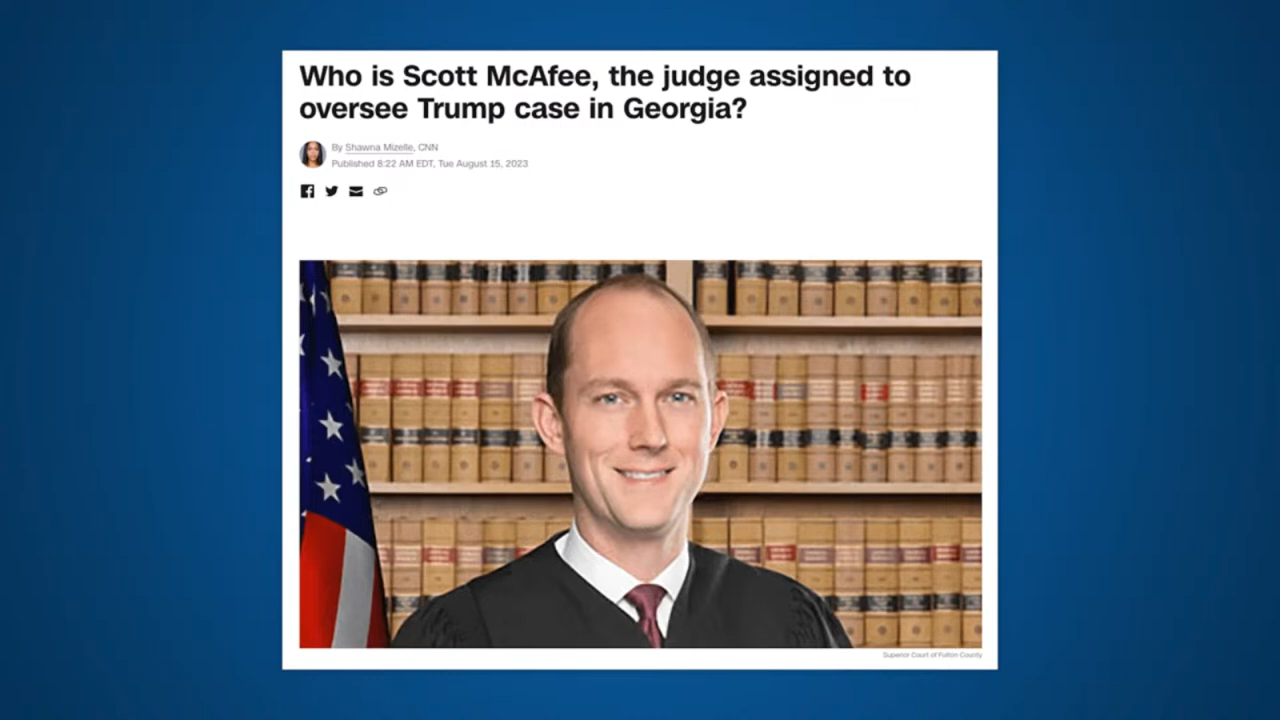 Who is Scott McAfee, the judge assigned to
oversee Trump case in Georgia?
By Shawna Mizelle, CNN
Published 8:22 AM EDT, Tue August 15, 2023
Superior Court of Fulton County